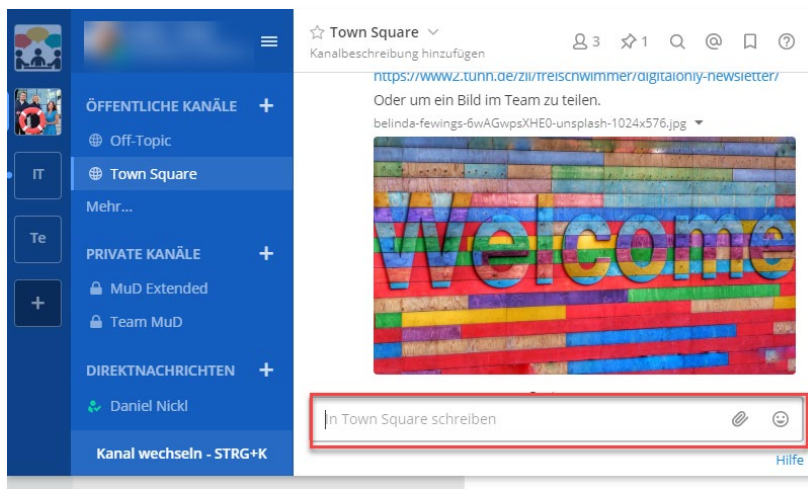 Town Square
Kanalbeschreibung hinzufügen
3
1
ÖFFENTLICHE KANÄLE
Off-Topic
Town Square
Mehr...
PRIVATE KANÄLE
MuD Extended
Team MuD
DIREKTNACHRICHTEN
Daniel Nickl
Kanal wechseln - STRG+K
IT
Te
https://www2.tunn.de/zli/freischwimmer/digitalonly-newsletter/
Oder um ein Bild im Team zu teilen.
belinda-fewings-6wAGwpsXHE0-unsplash-1024x576.jpg
Welcome
In Town Square schreiben
Hilfe